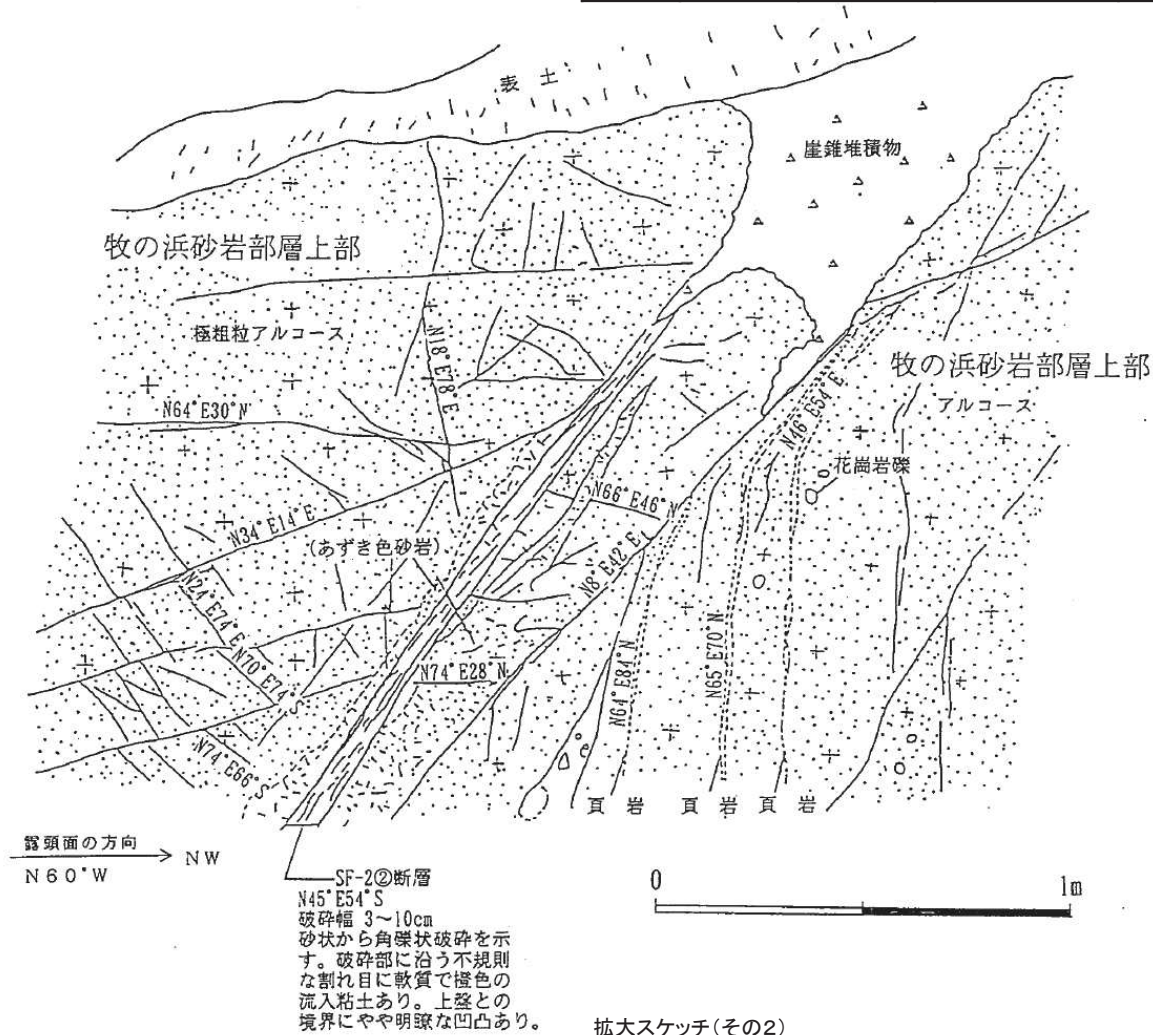 表土
崖錐堆積物
牧の浜砂岩部層上部
極粗粒アルコース
N18°E78°E
牧の浜砂岩部層上部
アルコース
N46°E54°E
N64°E30°N
花崗岩礫
N66°E46°N
N34°E14°E
(あずき色砂岩)
N8°E42°E
N24°E74°E
N70°E74°S
N74°E28°N
N64°E84°N
N65°E70°N
N74°E66°S
頁岩 頁岩 頁岩
露頭面の方向
NW
N60°W
0 1m
SF-2②断層
N45°E54°S
破砕幅 3~10cm
砂状から角礫状破砕を示
す。破砕部に沿う不規則
な割れ目に軟質で橙色の
流入粘土あり。上盤との
境界にやや明瞭な凹凸あり。
拡大スケッチ(その2)